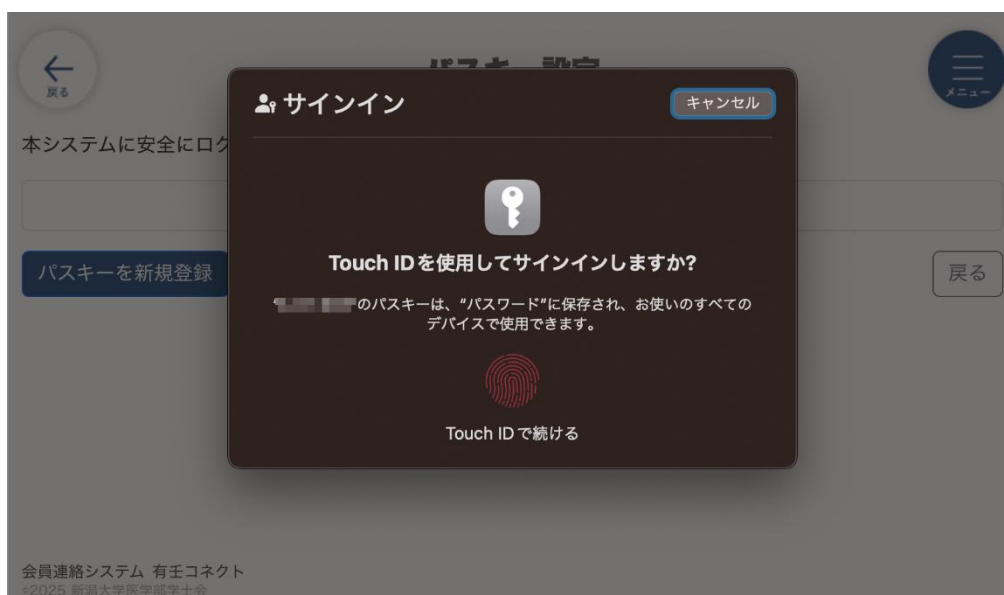 戻る
パスキー設定
メニュー
サインイン
キャンセル
本システムに安全にログ
Touch IDを使用してサインインしますか?
パスキーを新規登録
戻る
のパスキーは、“パスワード”に保存され、お使いのすべての
デバイスで使用できます。
Touch IDで続ける
会員連絡システム 有壬コネクト
©2025 新潟大学医学部学士会